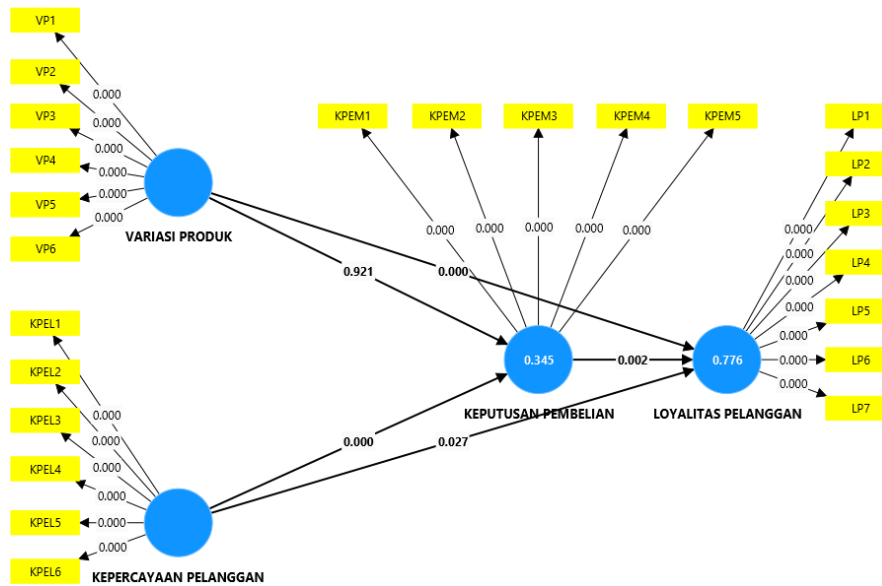 VP1
VP2
VP3
VP4
VP5
VP6
0.000
0.000
0.000
0.000
0.000
0.000
VARIASI PRODUK
KPEM1
KPEM2
KPEM3
KPEM4
KPEM5
0.000
0.000
0.000
0.000
0.000
LP1
LP2
LP3
LP4
LP5
LP6
LP7
0.000
0.000
0.000
0.000
0.000
0.000
0.000
0.921
0.000
0.345
0.002
0.776
KEPUTUSAN PEMBELIAN
LOYALITAS PELANGGAN
0.000
0.027
KPEL1
KPEL2
KPEL3
KPEL4
KPEL5
KPEL6
0.000
0.000
0.000
0.000
0.000
0.000
KEPERCAYAAN PELANGGAN